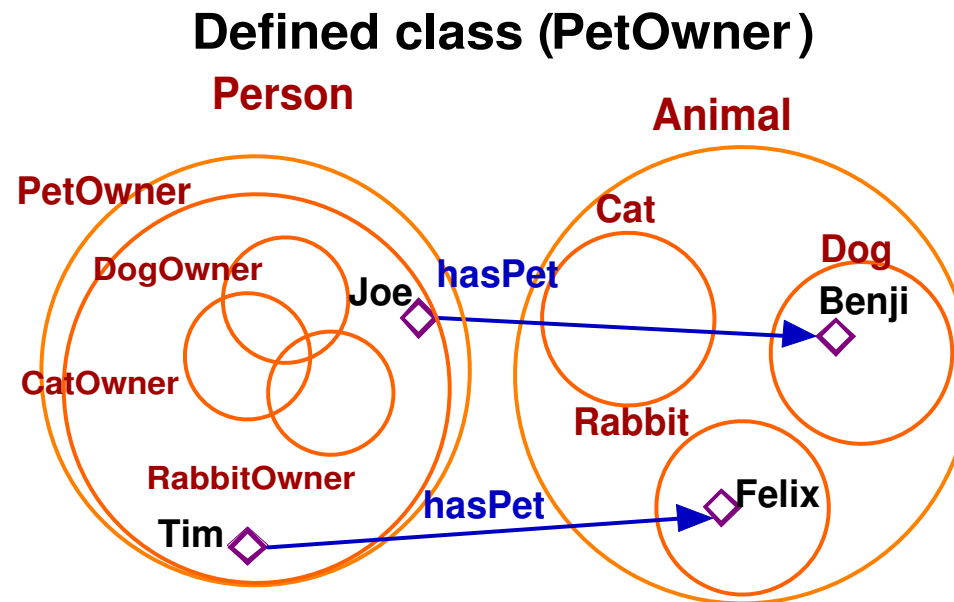 Defined class (PetOwner)
Person
Animal
PetOwner
Cat
DogOwner
hasPet
Dog
Joe
Benji
CatOwner
Rabbit
RabbitOwner
hasPet
Felix
Tim